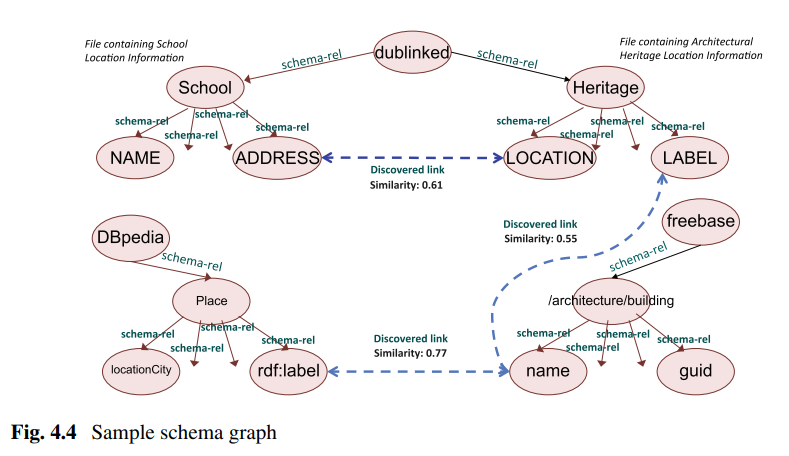 File containing School
Location Information
dublinked
File containing Architectural
Heritage Location Information
schema-rel
schema-rel
School
Heritage
schema-rel
schema-rel
schema-rel
schema-rel
schema-rel
schema-rel
schema-rel
schema-rel
NAME
ADDRESS
LOCATION
LABEL
Discovered link
Similarity: 0.61
DBpedia
Discovered link
Similarity: 0.55
freebase
schema-rel
schema-rel
Place
/architecture/building
schema-rel
schema-rel
schema-rel
schema-rel
schema-rel
schema-rel
schema-rel
schema-rel
Discovered link
Similarity: 0.77
locationCity
rdf:label
name
guid
Fig. 4.4 Sample schema graph